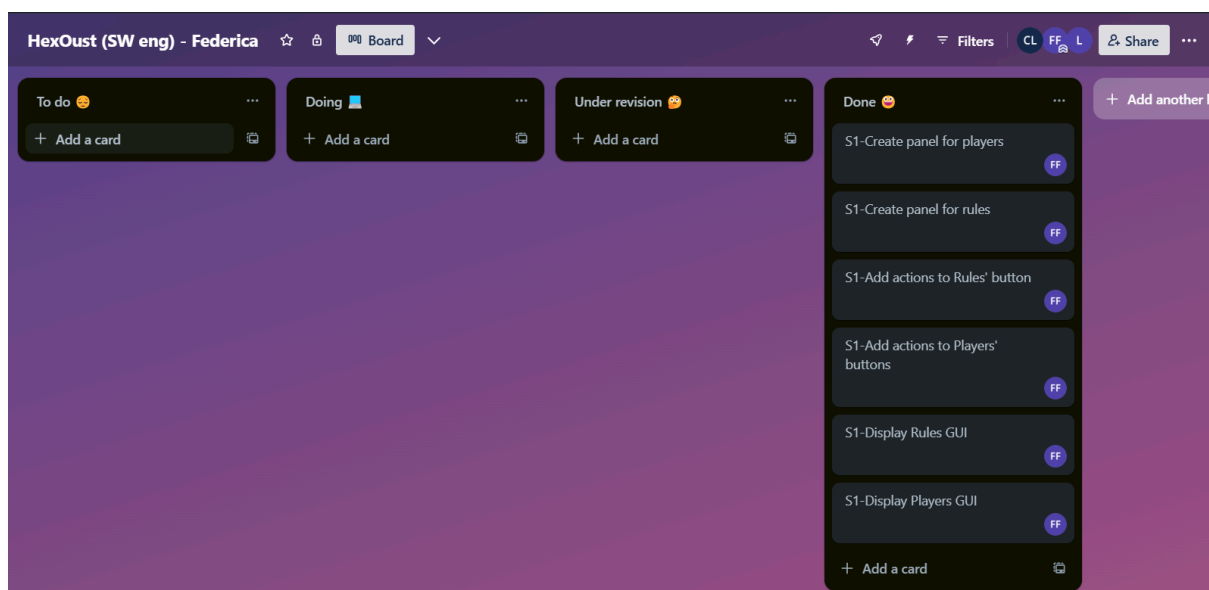 HexOust (SW eng) - Federica
Board
Filters
CL
FF
L
Share
To do 😔
Add a card
Doing 💻
Add a card
Under revision 🤔
Add a card
Done 😀
S1-Create panel for players
FF
S1-Create panel for rules
FF
S1-Add actions to Rules' button
FF
S1-Add actions to Players'
buttons
FF
S1-Display Rules GUI
FF
S1-Display Players GUI
FF
Add a card
Add another